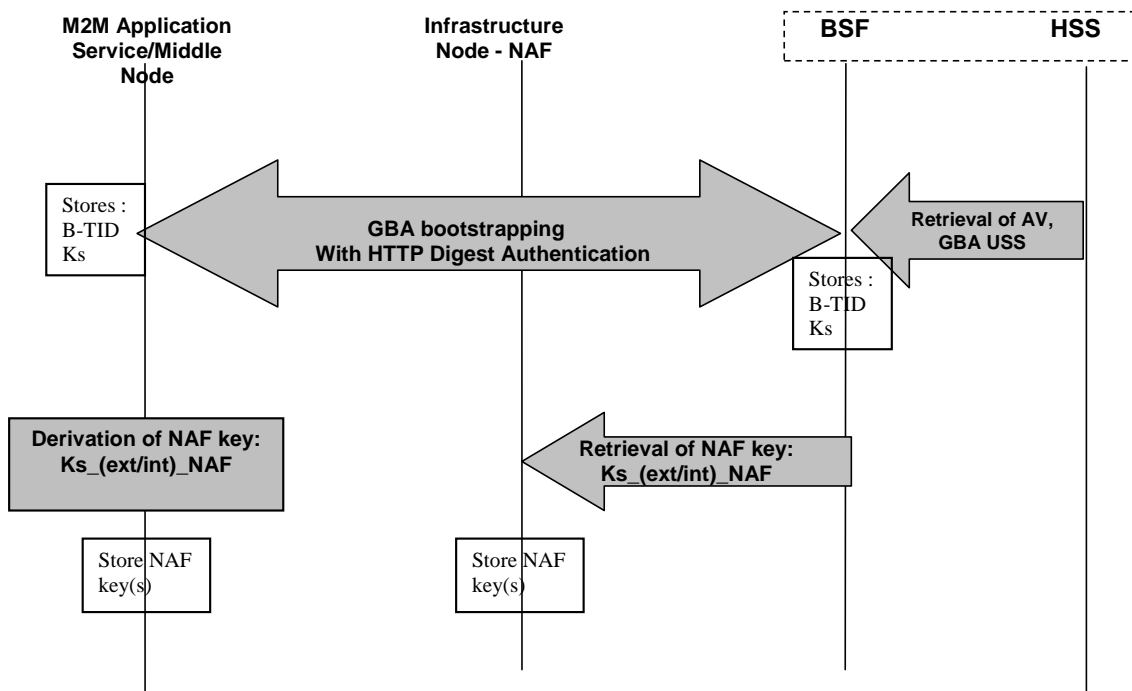 M2M Application
Service/Middle
Node
Infrastructure
Node - NAF
BSF
HSS
Stores :
B-TID
Ks
GBA bootstrapping
With HTTP Digest Authentication
Retrieval of AV,
GBA USS
Stores :
B-TID
Ks
Derivation of NAF key:
Ks_(ext/int)_NAF
Retrieval of NAF key:
Ks_(ext/int)_NAF
Store NAF
key(s)
Store NAF
key(s)